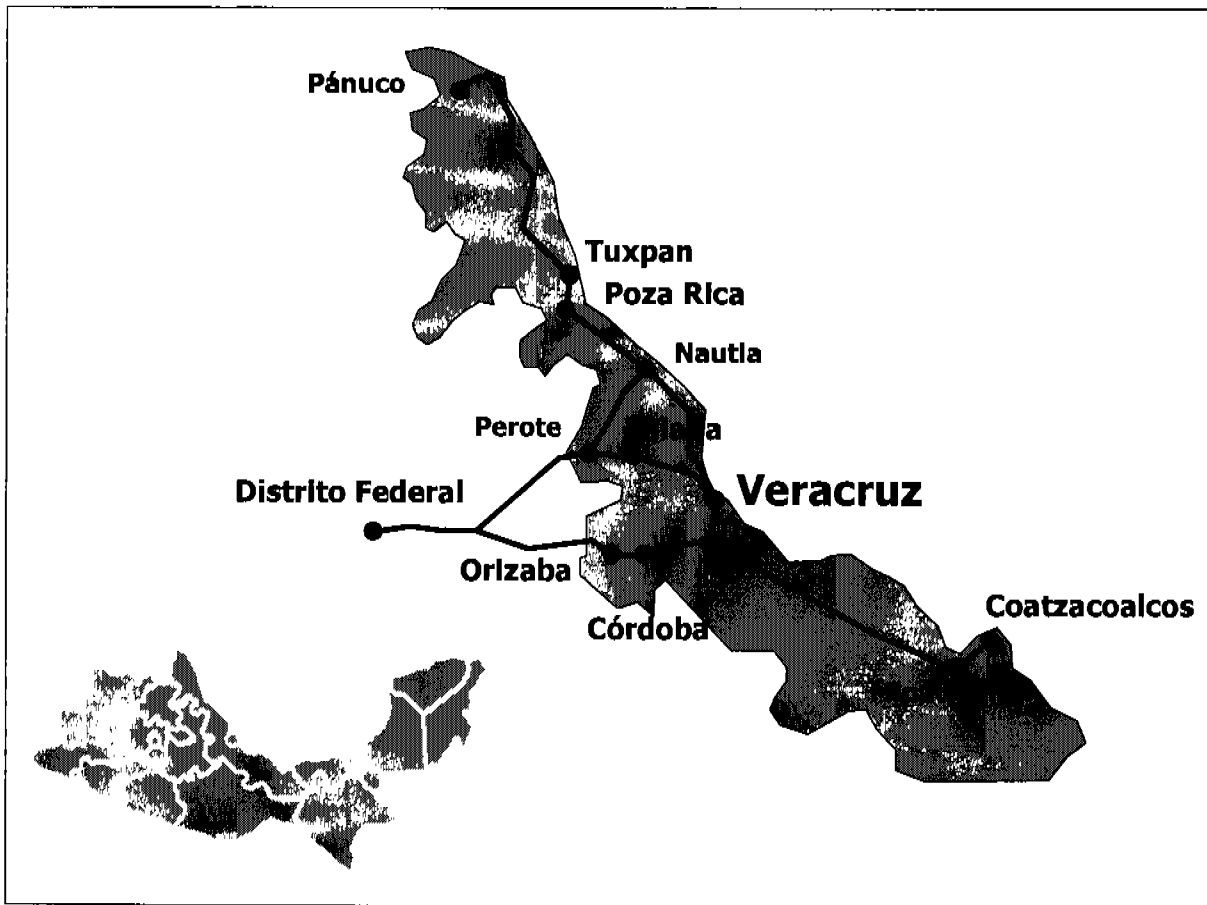 Pánuco
Tuxpan
Poza Rica
Nautla
Perote
Distrito Federal
Veracruz
Orizaba
Coatzacoalcos
Córdoba